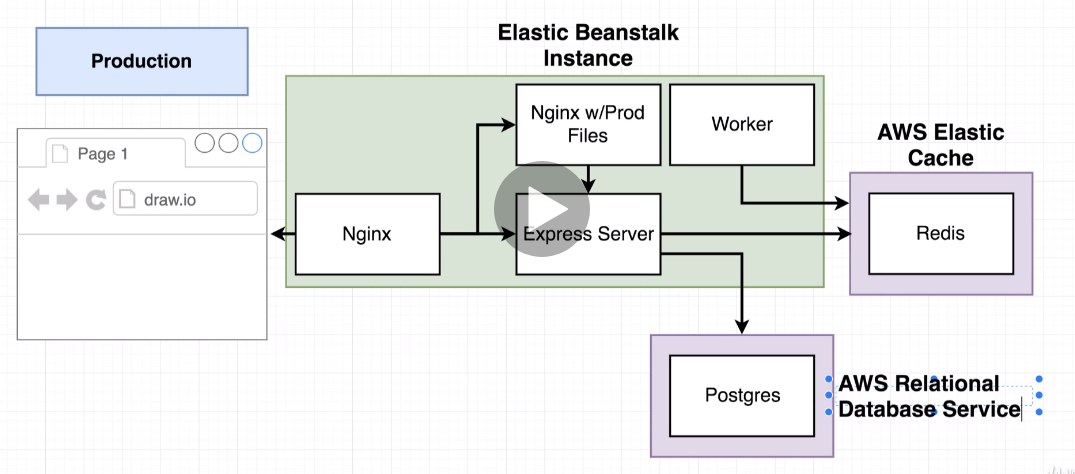 Production
Elastic Beanstalk
Instance
Page 1
draw.io
Nginx
Nginx w/Prod
Files
Worker
Express Server
AWS Elastic
Cache
Redis
Postgres
AWS Relational
Database Service